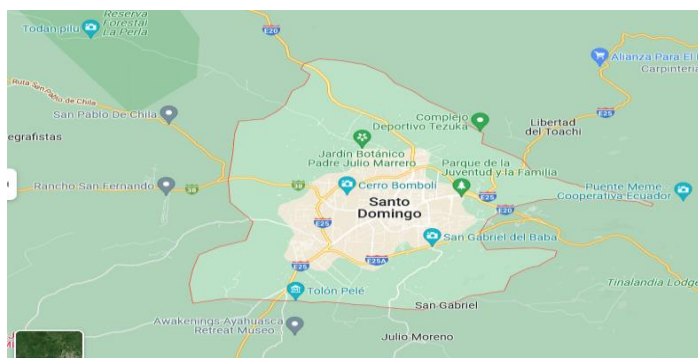 Reserva
Forestal
La Perla
Todan pilu
E20
Alianza Para El
Carpinteria
Ruta San Pablo de Chila
San Pablo De Chila
Complejo
Deportivo Tezuka
E25
Libertad
del Toachi
egrafistas
Jardín Botánico
Padre Julio Marrero
Parque de la
Juventud y la Familia
Rancho San Fernando
38
38
Cerro Bomboli
Puente Meme
Cooperativa Ecuador
Santo
Domingo
E20
E25
San Gabriel del Baba
E25
E25A
Tinalandia Lodge
Tolón Pelé
San Gabriel
Awakenings Ayahuasca
Retreat Museo
Julio Moreno